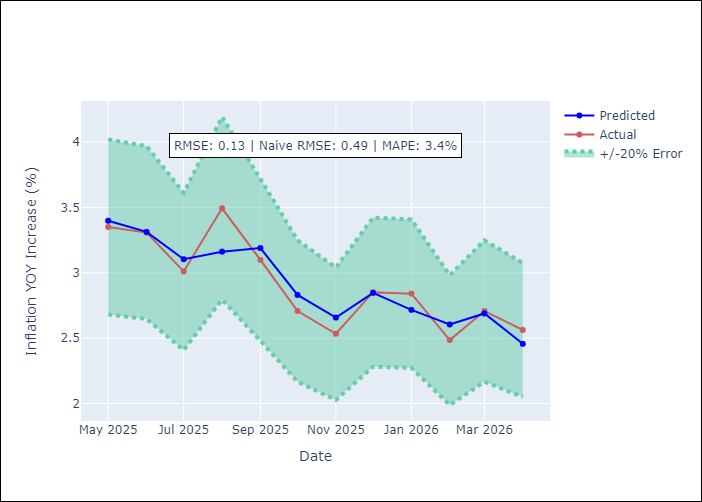 RMSE: 0.13 | Naive RMSE: 0.49 | MAPE: 3.4%
Predicted
Actual
+/-20% Error
Inflation YOY Increase (%)
4
3.5
3
2.5
2
May 2025
Jul 2025
Sep 2025
Nov 2025
Jan 2026
Mar 2026
Date